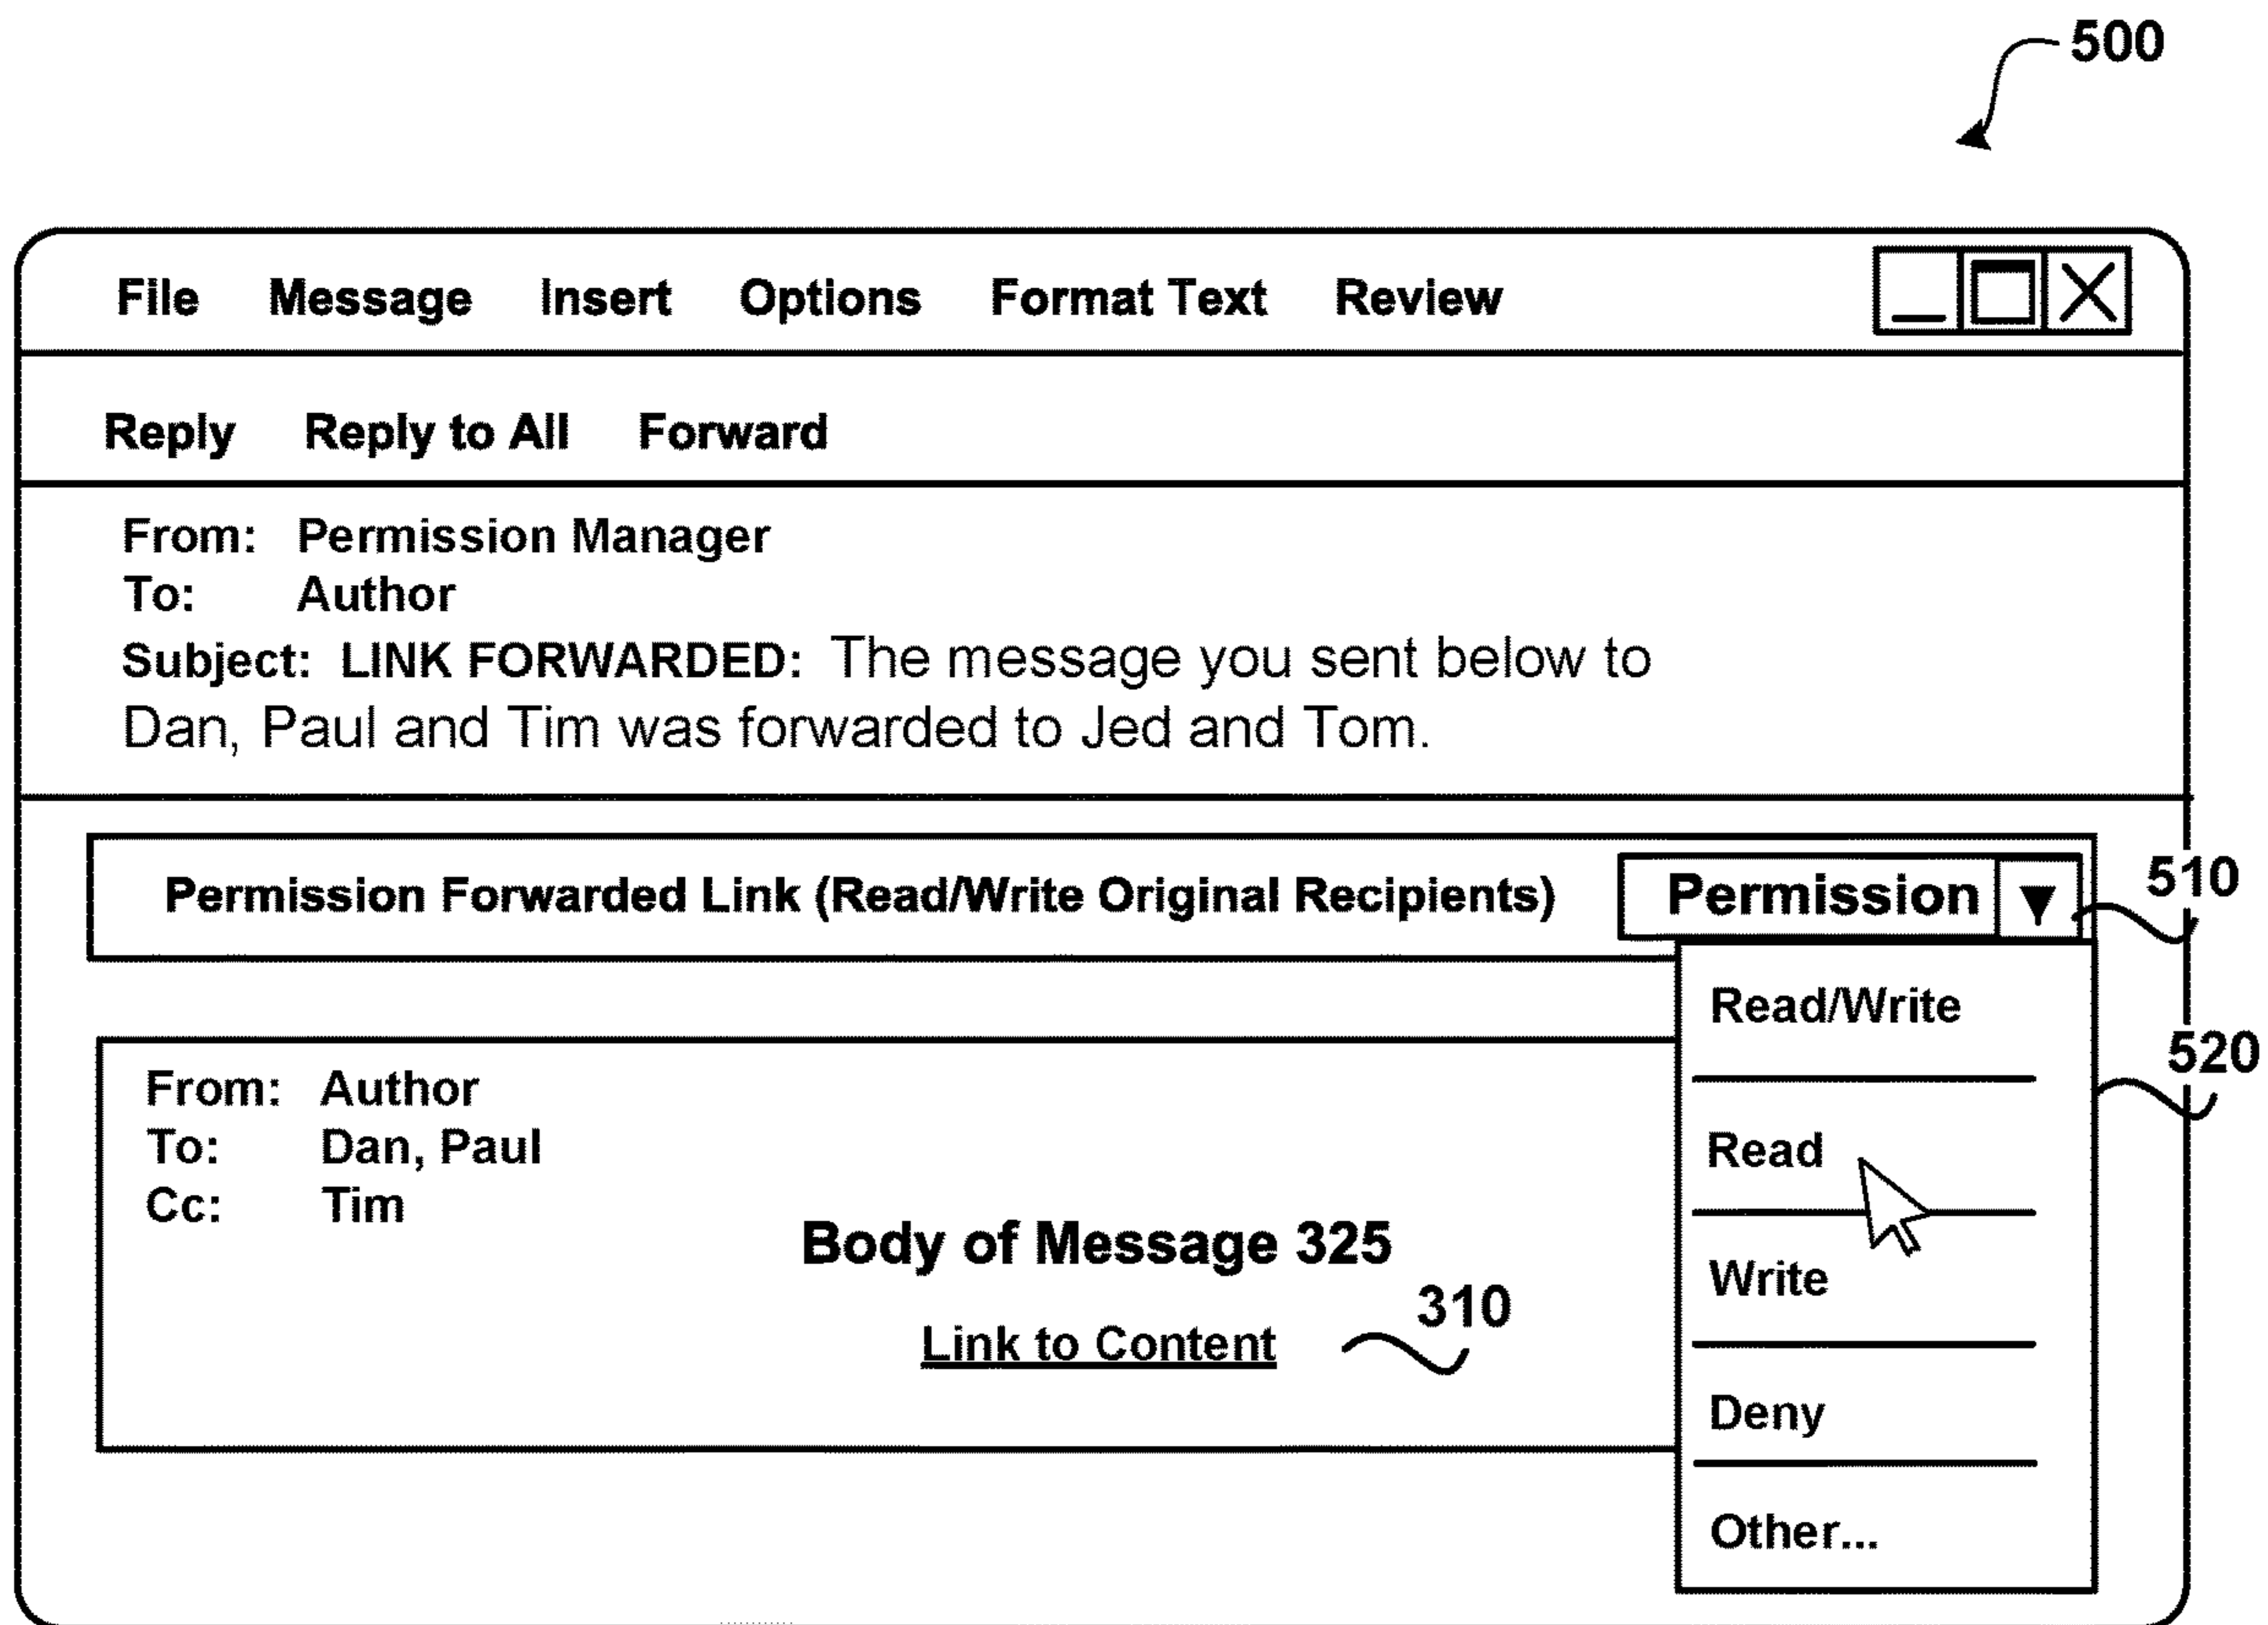 500
File Message Insert Options Format Text Review
Reply Reply to All Forward
From: Permission Manager
To: Author
Subject: LINK FORWARDED: The message you sent below to
Dan, Paul and Tim was forwarded to Jed and Tom.
Permission Forwarded Link (Read/Write Original Recipients)
Permission
510
Read/Write
520
Read
Write
Deny
Other...
From: Author
To: Dan, Paul
Cc: Tim
Body of Message 325
310
Link to Content